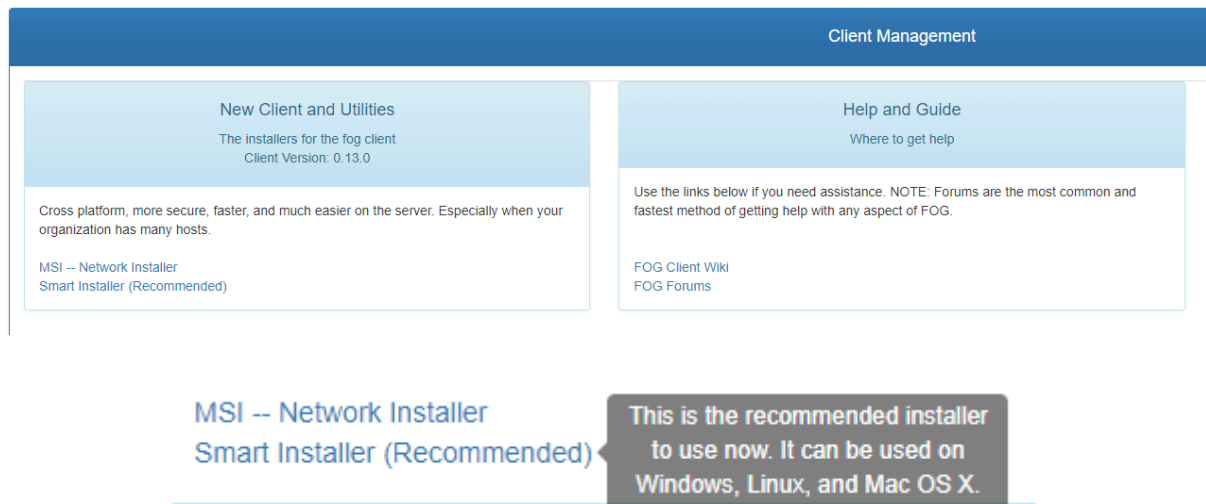 Client Management
New Client and Utilities
The installers for the fog client
Client Version: 0.13.0
Cross platform, more secure, faster, and much easier on the server. Especially when your
organization has many hosts.
MSI -- Network Installer
Smart Installer (Recommended)
Help and Guide
Where to get help
Use the links below if you need assistance. NOTE: Forums are the most common and
fastest method of getting help with any aspect of FOG.
FOG Client Wiki
FOG Forums
MSI -- Network Installer
Smart Installer (Recommended)
This is the recommended installer
to use now. It can be used on
Windows, Linux, and Mac OS X.